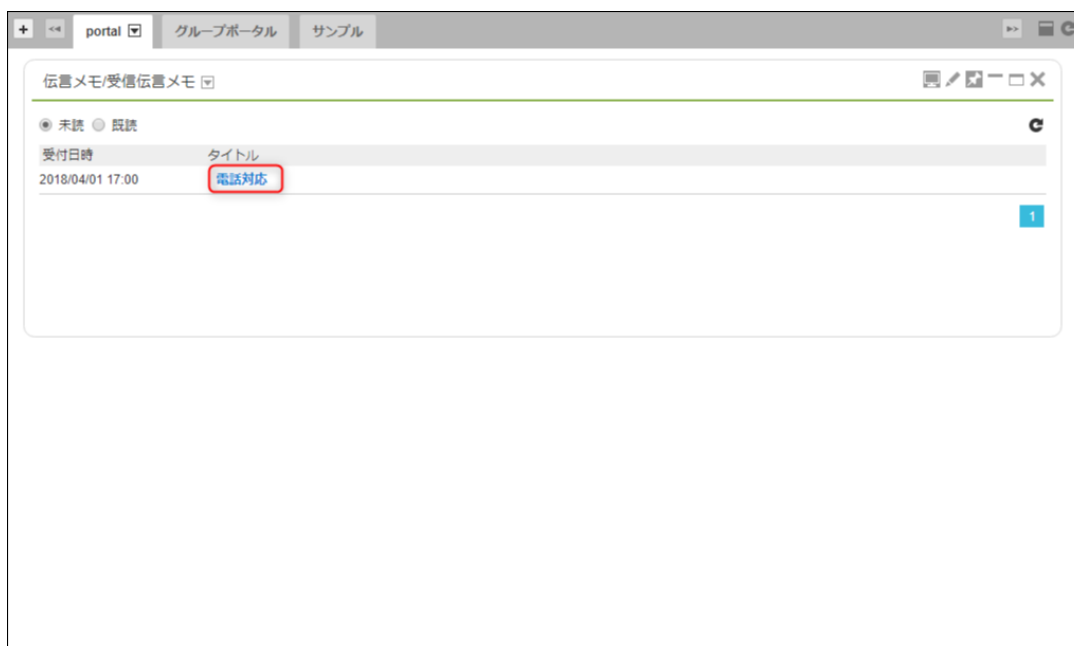 portal グループポータル サンプル
伝言メモ/受信伝言メモ
未読 既読
受付日時 タイトル
2018/04/01 17:00 電話対応
1